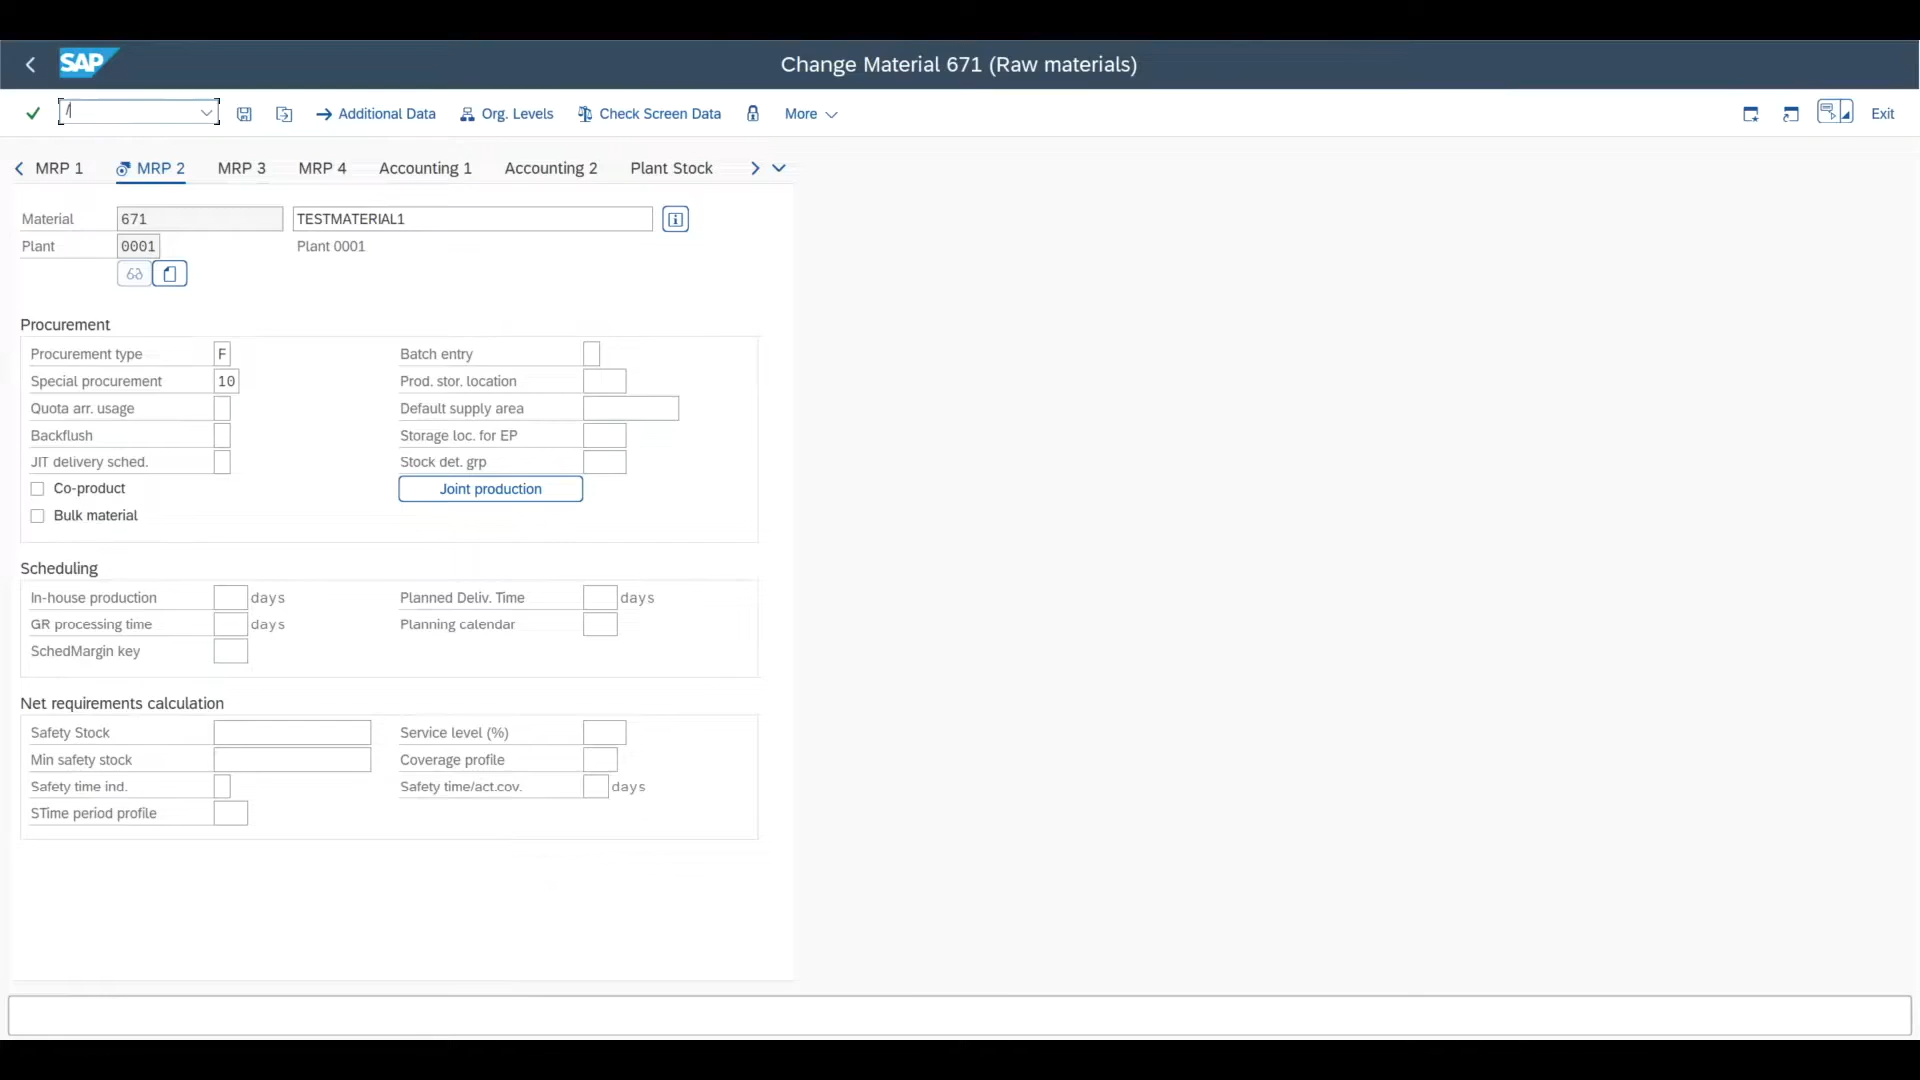 SAP Change Material 671 (Raw materials)
/ Additional Data Org. Levels Check Screen Data More Exit
MRP 1 MRP 2 MRP 3 MRP 4 Accounting 1 Accounting 2 Plant Stock
Material 671 TESTMATERIAL1
Plant 0001 Plant 0001
Procurement
Procurement type F Batch entry
Special procurement 10 Prod. stor. location
Quota arr. usage Default supply area
Backflush Storage loc. for EP
JIT delivery sched. Stock det. grp
Co-product Joint production
Bulk material
Scheduling
In-house production days Planned Deliv. Time days
GR processing time days Planning calendar
SchedMargin key
Net requirements calculation
Safety Stock Service level (%)
Min safety stock Coverage profile
Safety time ind. Safety time/act.cov. days
STime period profile